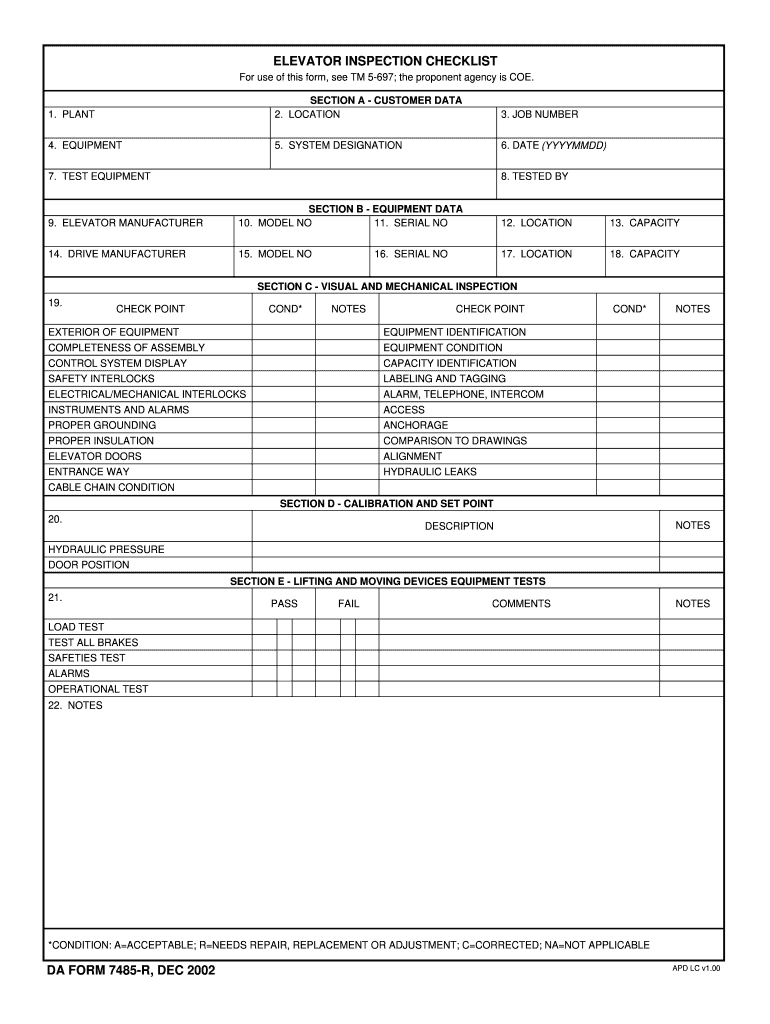 ELEVATOR INSPECTION CHECKLIST
For use of this form, see TM 5-697; the proponent agency is COE.
SECTION A - CUSTOMER DATA
1. PLANT 2. LOCATION 3. JOB NUMBER
4. EQUIPMENT 5. SYSTEM DESIGNATION 6. DATE (YYYYMMDD)
7. TEST EQUIPMENT 8. TESTED BY
SECTION B - EQUIPMENT DATA
9. ELEVATOR MANUFACTURER 10. MODEL NO 11. SERIAL NO 12. LOCATION 13. CAPACITY
14. DRIVE MANUFACTURER 15. MODEL NO 16. SERIAL NO 17. LOCATION 18. CAPACITY
SECTION C - VISUAL AND MECHANICAL INSPECTION
19. CHECK POINT COND* NOTES CHECK POINT COND* NOTES
EXTERIOR OF EQUIPMENT EQUIPMENT IDENTIFICATION
COMPLETENESS OF ASSEMBLY EQUIPMENT CONDITION
CONTROL SYSTEM DISPLAY CAPACITY IDENTIFICATION
SAFETY INTERLOCKS LABELING AND TAGGING
ELECTRICAL/MECHANICAL INTERLOCKS ALARM, TELEPHONE, INTERCOM
INSTRUMENTS AND ALARMS ACCESS
PROPER GROUNDING ANCHORAGE
PROPER INSULATION COMPARISON TO DRAWINGS
ELEVATOR DOORS ALIGNMENT
ENTRANCE WAY HYDRAULIC LEAKS
CABLE CHAIN CONDITION
SECTION D - CALIBRATION AND SET POINT
20. DESCRIPTION NOTES
HYDRAULIC PRESSURE
DOOR POSITION
SECTION E - LIFTING AND MOVING DEVICES EQUIPMENT TESTS
21. PASS FAIL COMMENTS NOTES
LOAD TEST
TEST ALL BRAKES
SAFETIES TEST
ALARMS
OPERATIONAL TEST
22. NOTES
*CONDITION: A=ACCEPTABLE; R=NEEDS REPAIR, REPLACEMENT OR ADJUSTMENT; C=CORRECTED; NA=NOT APPLICABLE
DA FORM 7485-R, DEC 2002 APD LC v1.00